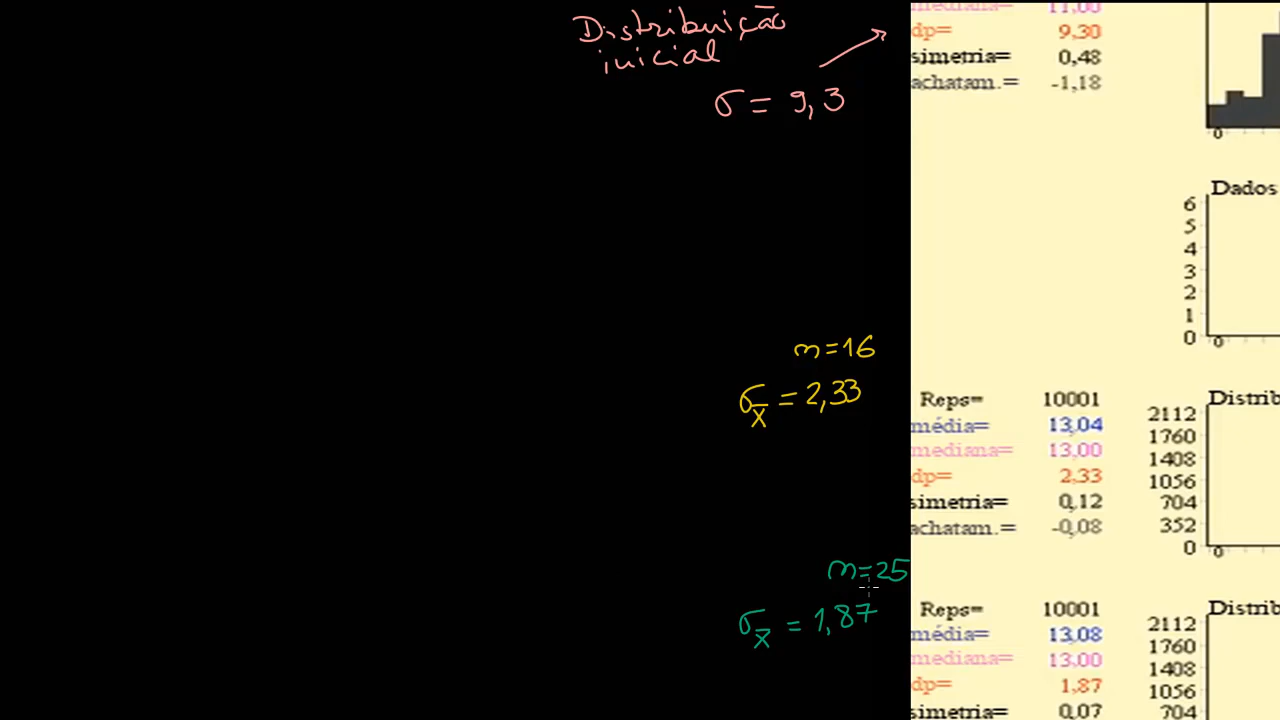 Distribuição
inicial
σ = 9,3
11,00
dp= 9,30
simetria= 0,48
achatam.= -1,18
0
Dados
6
5
4
3
2
1
0
0
n=16
σx̄ = 2,33
Reps= 10001
média= 13,04
mediana= 13,00
dp= 2,33
simetria= 0,12
achatam.= -0,08
Distrib
2112
1760
1408
1056
704
352
0
0
n=25
σx̄ = 1,87
Reps= 10001
média= 13,08
mediana= 13,00
dp= 1,87
simetria= 0,07
Distrib
2112
1760
1408
1056
704